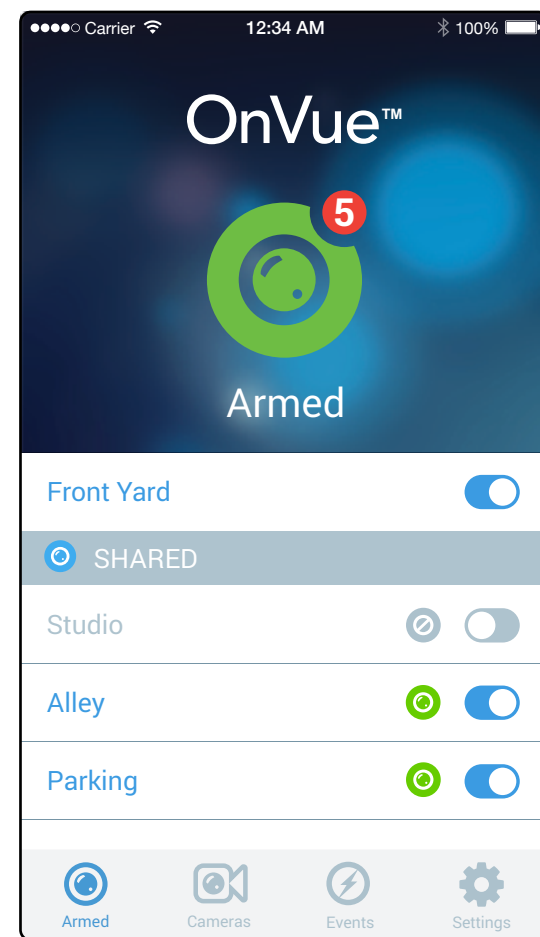 Carrier 12:34 AM 100%
OnVue™
5
Armed
Front Yard
SHARED
Studio
Alley
Parking
Armed Cameras Events Settings